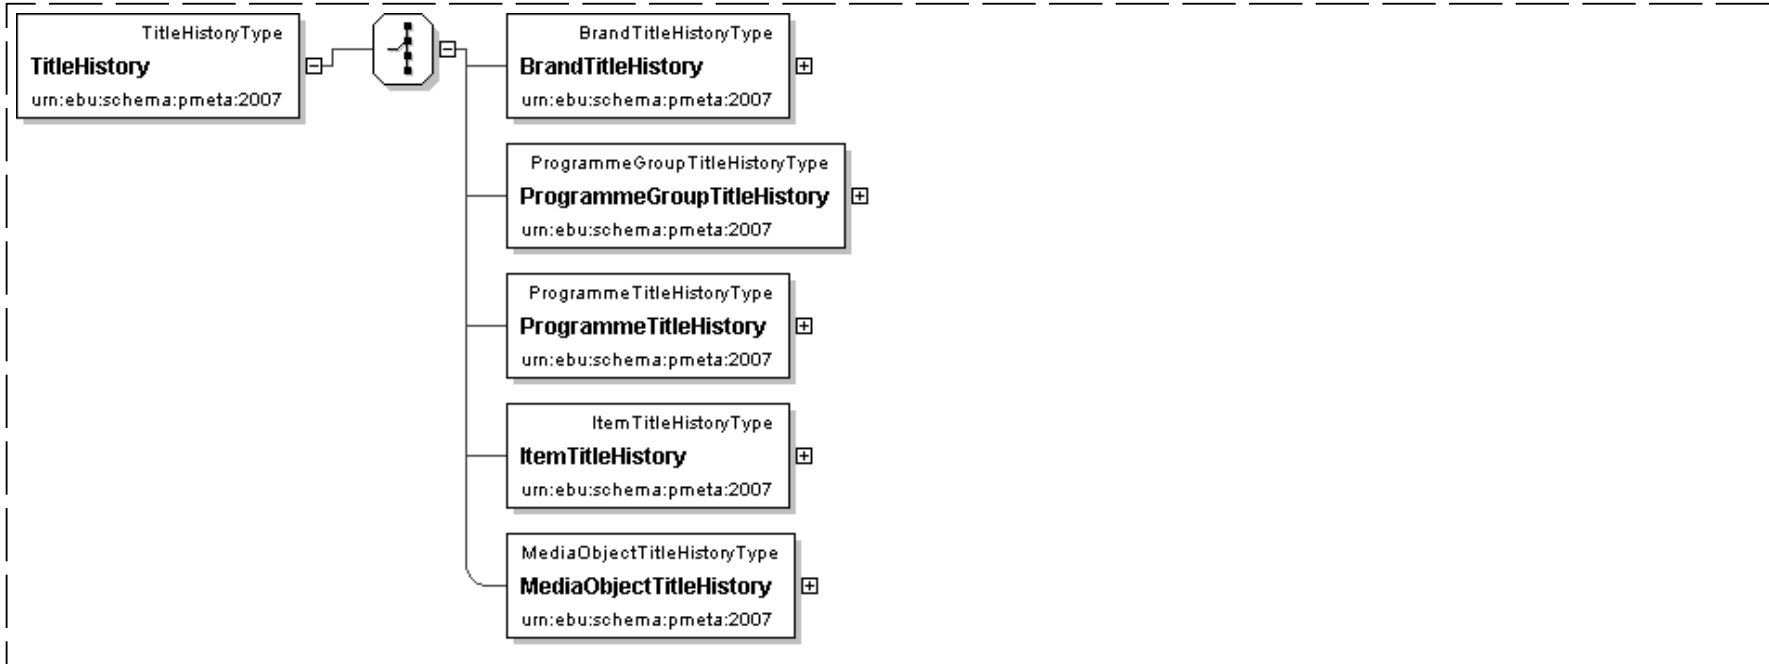 TitleHistoryType
TitleHistory
urn:ebu:schema:pmeta:2007
BrandTitleHistoryType
BrandTitleHistory
urn:ebu:schema:pmeta:2007
ProgrammeGroupTitleHistoryType
ProgrammeGroupTitleHistory
urn:ebu:schema:pmeta:2007
ProgrammeTitleHistoryType
ProgrammeTitleHistory
urn:ebu:schema:pmeta:2007
ItemTitleHistoryType
ItemTitleHistory
urn:ebu:schema:pmeta:2007
MediaObjectTitleHistoryType
MediaObjectTitleHistory
urn:ebu:schema:pmeta:2007